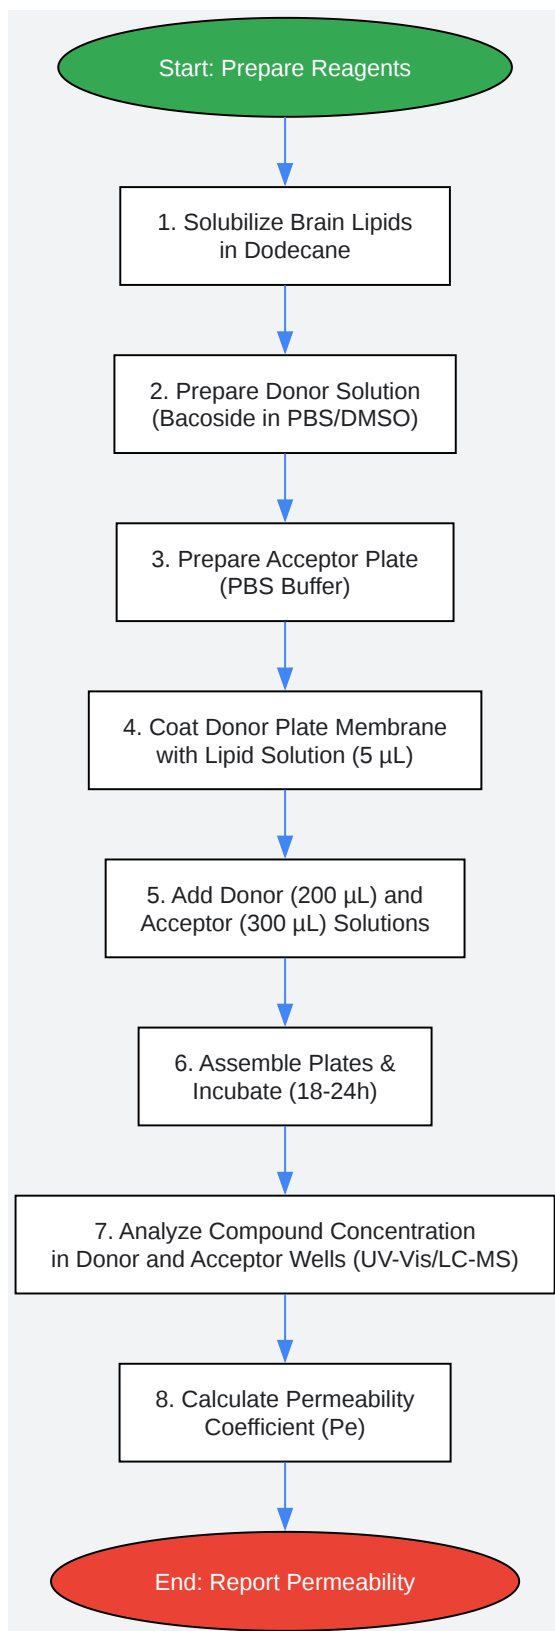 Start: Prepare Reagents
1. Solubilize Brain Lipids
in Dodecane
2. Prepare Donor Solution
(Bacoside in PBS/DMSO)
3. Prepare Acceptor Plate
(PBS Buffer)
4. Coat Donor Plate Membrane
with Lipid Solution (5 µL)
5. Add Donor (200 µL) and
Acceptor (300 µL) Solutions
6. Assemble Plates &
Incubate (18-24h)
7. Analyze Compound Concentration
in Donor and Acceptor Wells (UV-Vis/LC-MS)
8. Calculate Permeability
Coefficient (Pe)
End: Report Permeability